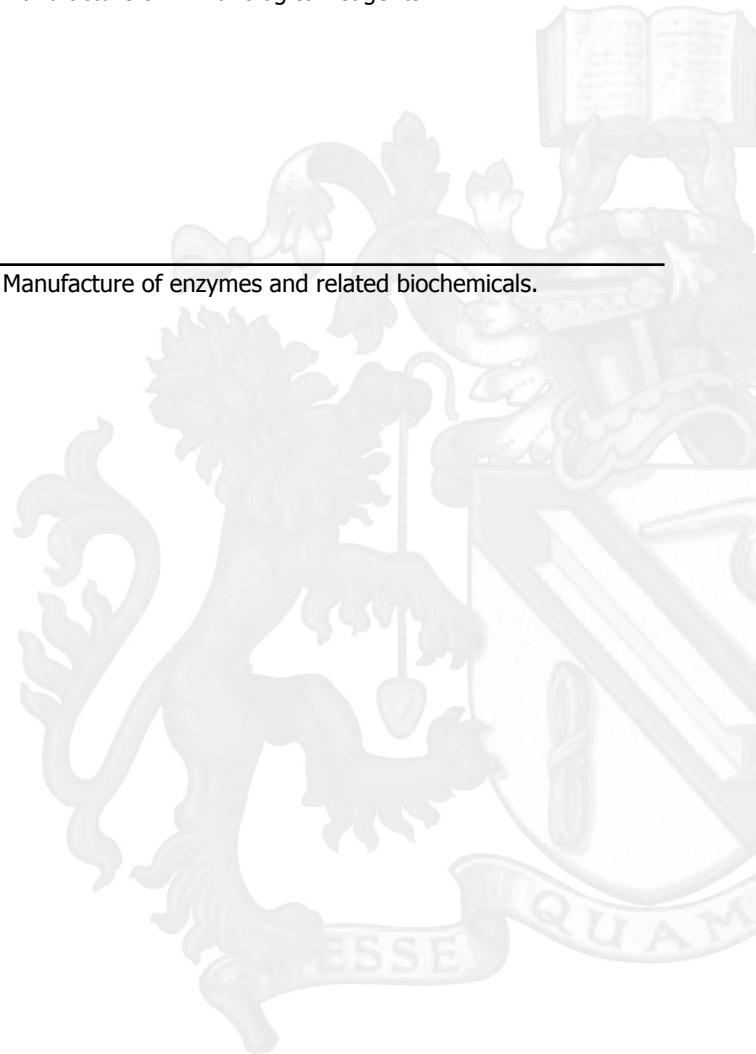 Manufacture of enzymes and related biochemicals.
ESSE
QUAM